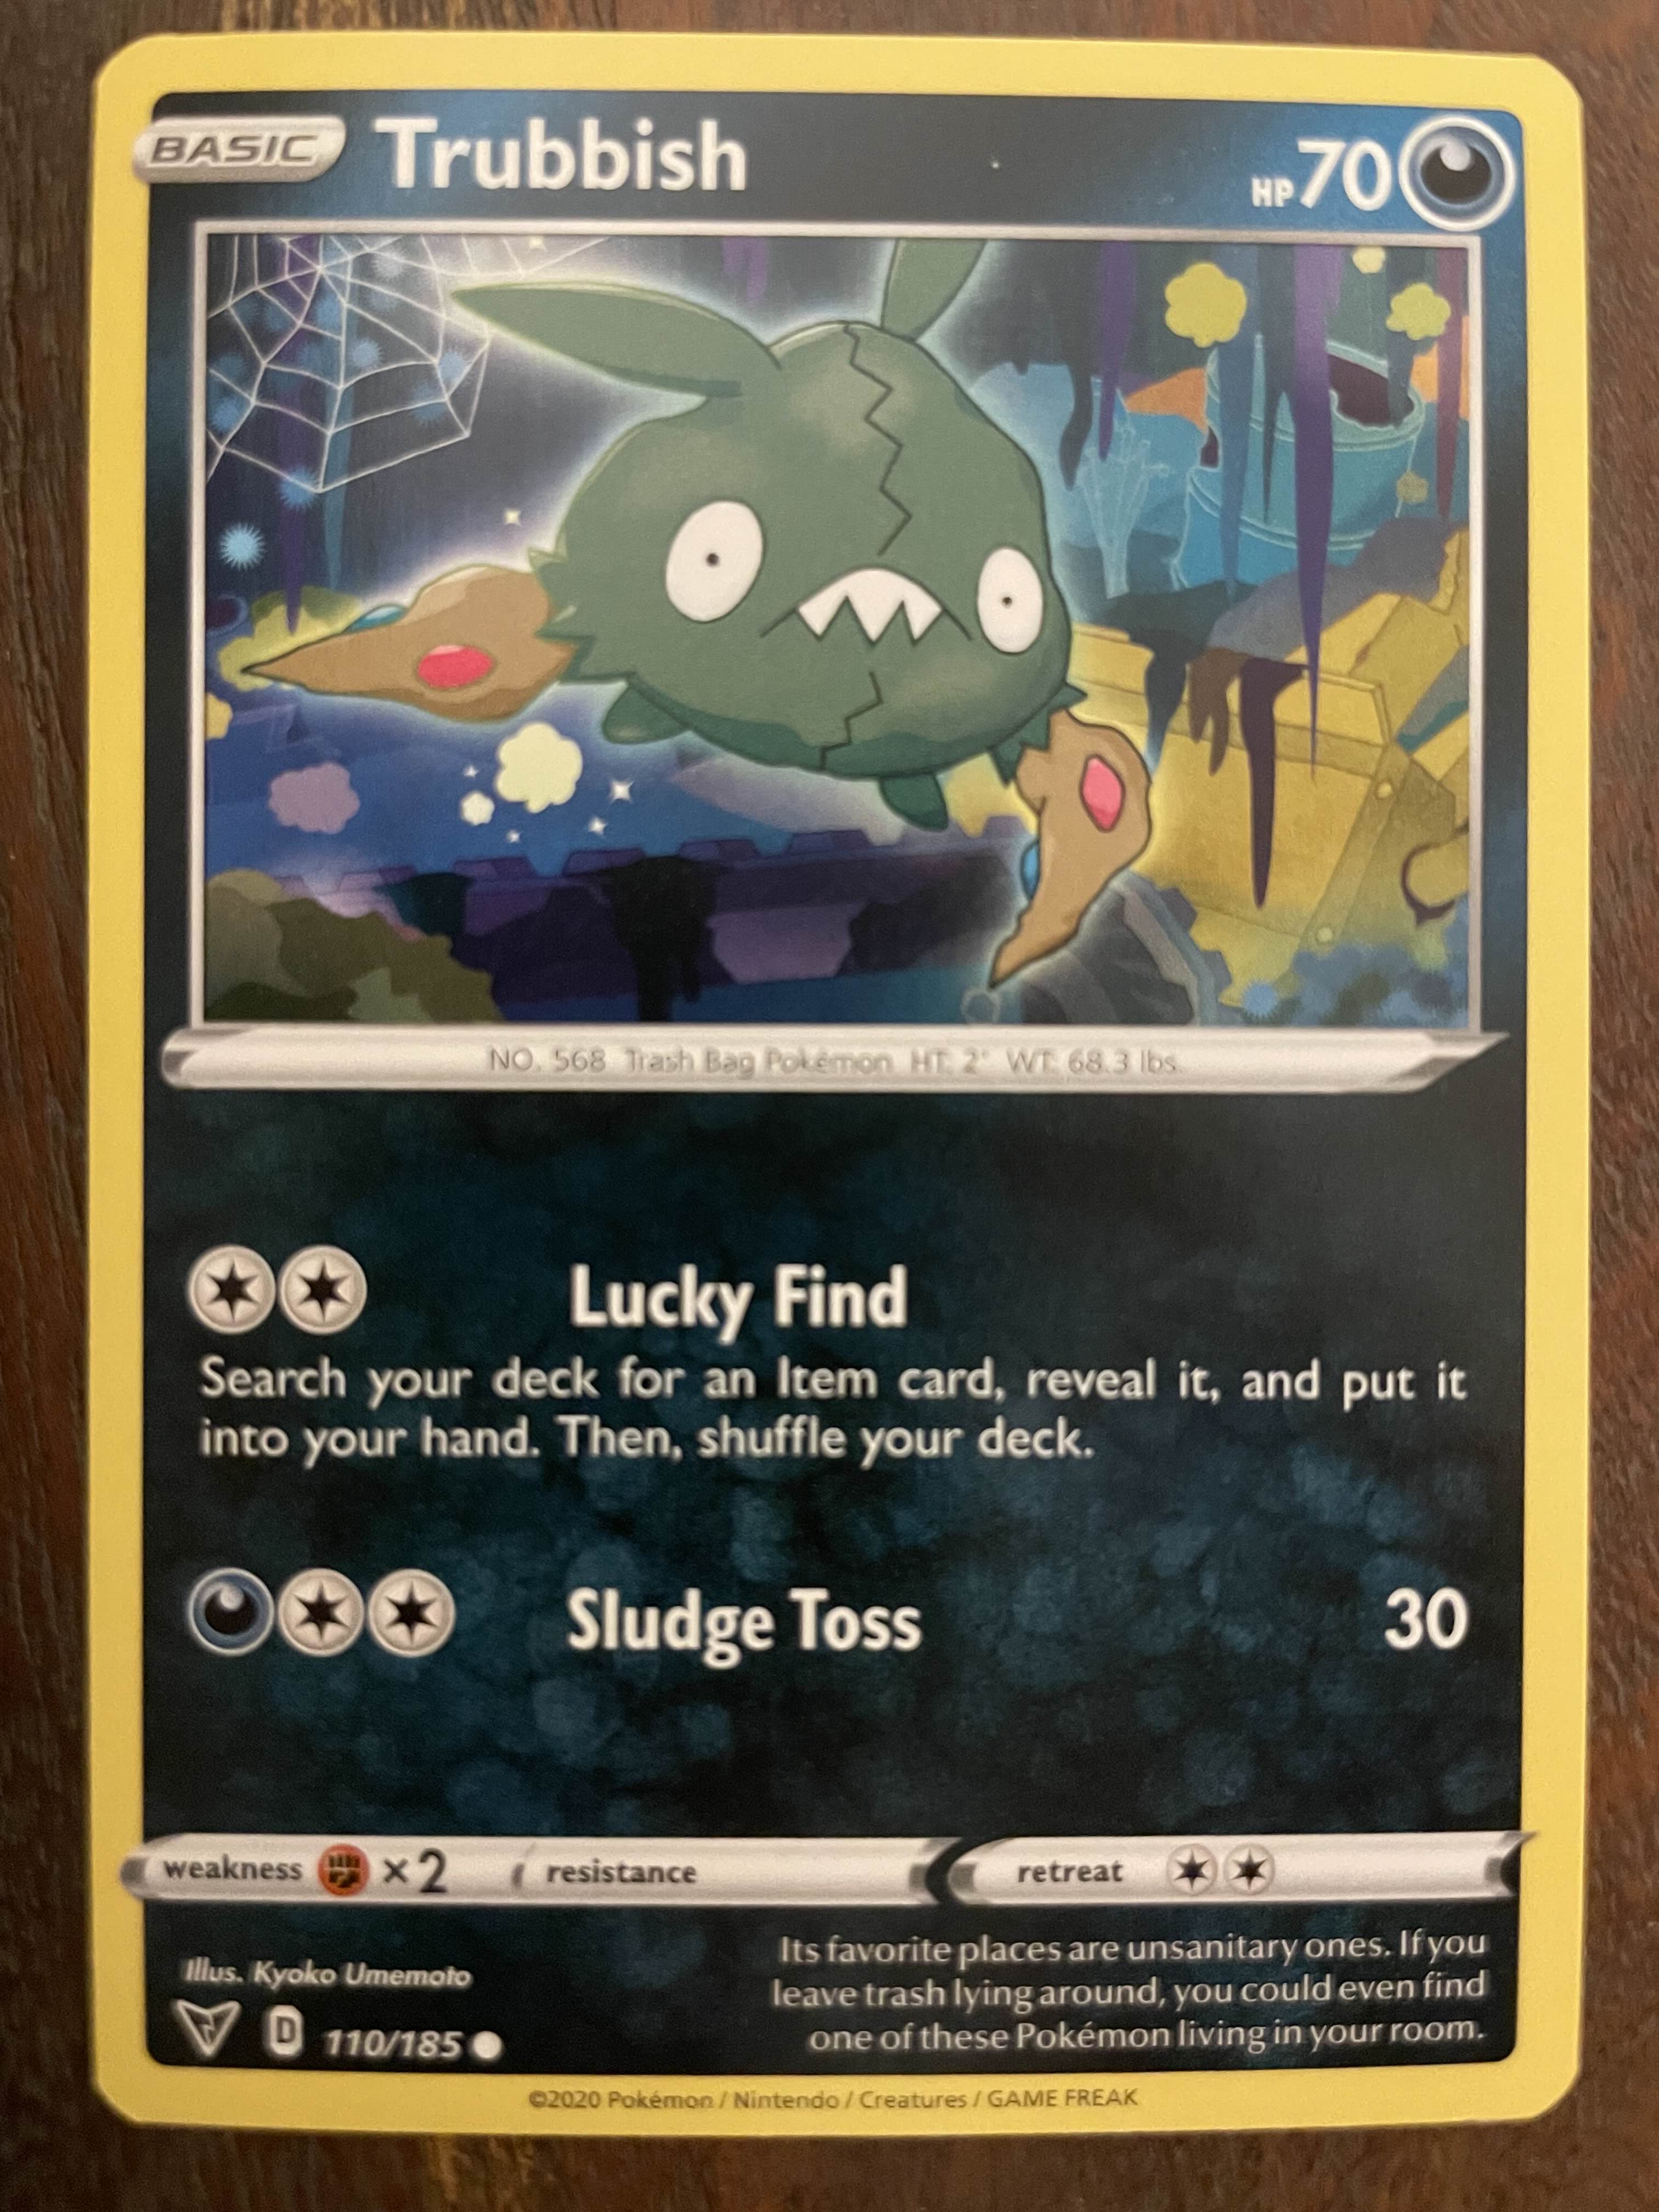 BASIC Trubbish HP 70
NO. 568 Trash Bag Pokémon HT: 2' WT: 68.3 lbs.
Lucky Find
Search your deck for an Item card, reveal it, and put it
into your hand. Then, shuffle your deck.
Sludge Toss 30
weakness ×2 resistance retreat
Illus. Kyoko Umemoto
Its favorite places are unsanitary ones. If you
leave trash lying around, you could even find
one of these Pokémon living in your room.
D 110/185
©2020 Pokémon / Nintendo / Creatures / GAME FREAK